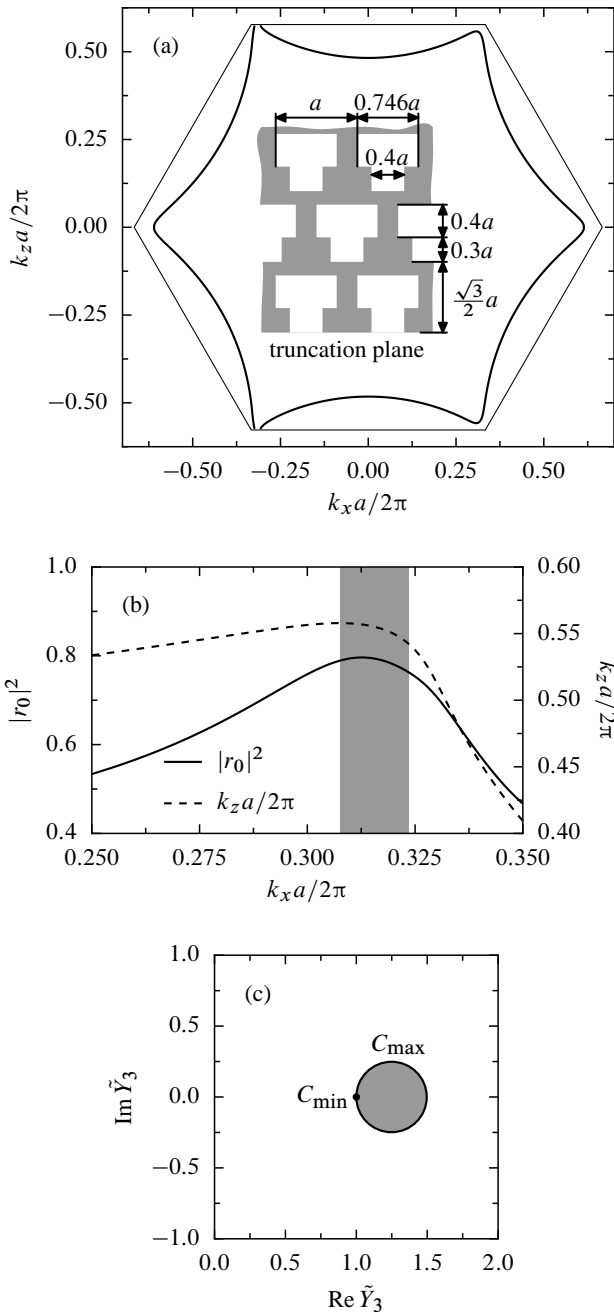 (a)
0.50
0.25
0.00
−0.25
−0.50
k_z a/2π
a
0.746a
0.4a
0.4a
0.3a
√3/2 a
truncation plane
−0.50
−0.25
0.00
0.25
0.50
k_x a/2π
(b)
1.0
0.8
0.6
0.4
|r_0|^2
0.60
0.55
0.50
0.45
0.40
k_z a/2π
|r_0|^2
k_z a/2π
0.250
0.275
0.300
0.325
0.350
k_x a/2π
(c)
1.0
0.5
0.0
−0.5
−1.0
Im Ỹ_3
C_max
C_min
0.0
0.5
1.0
1.5
2.0
Re Ỹ_3